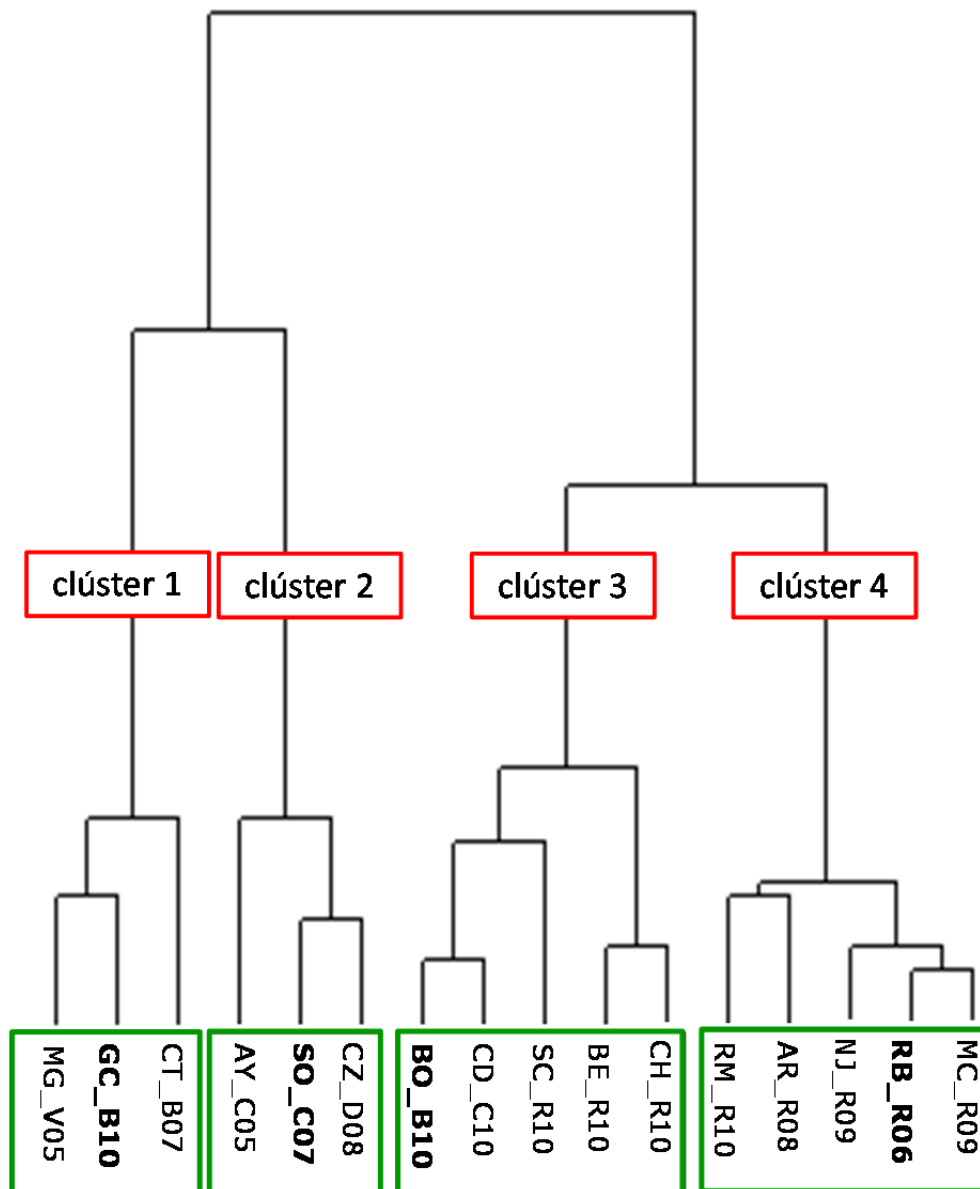 clúster 1
clúster 2
clúster 3
clúster 4
MG_V05
GC_B10
CT_B07
AY_C05
SO_C07
CZ_D08
BO_B10
CD_C10
SC_R10
BE_R10
CH_R10
RM_R10
AR_R08
NJ_R09
RB_R06
MC_R09